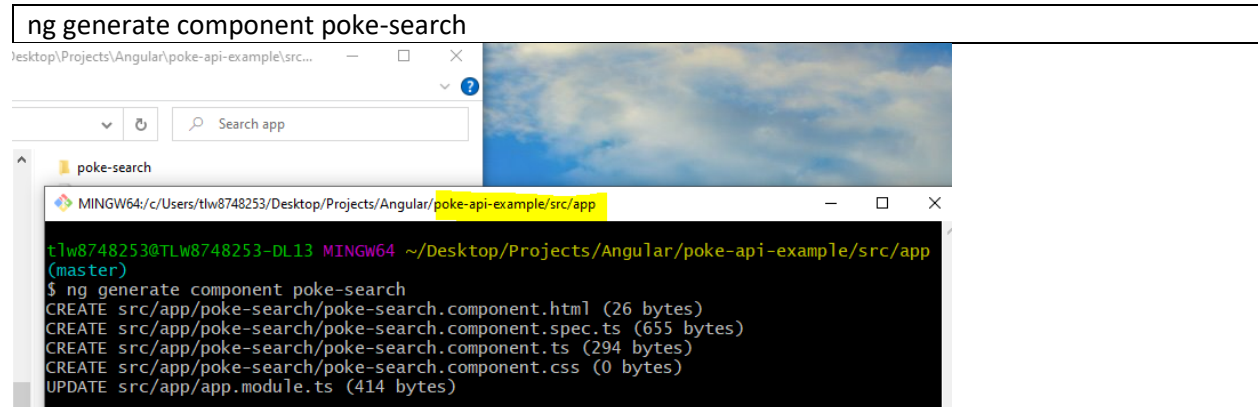 ng generate component poke-search
Desktop\Projects\Angular\poke-api-example\src...
Search app
poke-search
MINGW64:/c/Users/tlw8748253/Desktop/Projects/Angular/poke-api-example/src/app
tlw8748253@TLW8748253-DL13 MINGW64 ~/Desktop/Projects/Angular/poke-api-example/src/app
(master)
$ ng generate component poke-search
CREATE src/app/poke-search/poke-search.component.html (26 bytes)
CREATE src/app/poke-search/poke-search.component.spec.ts (655 bytes)
CREATE src/app/poke-search/poke-search.component.ts (294 bytes)
CREATE src/app/poke-search/poke-search.component.css (0 bytes)
UPDATE src/app/app.module.ts (414 bytes)